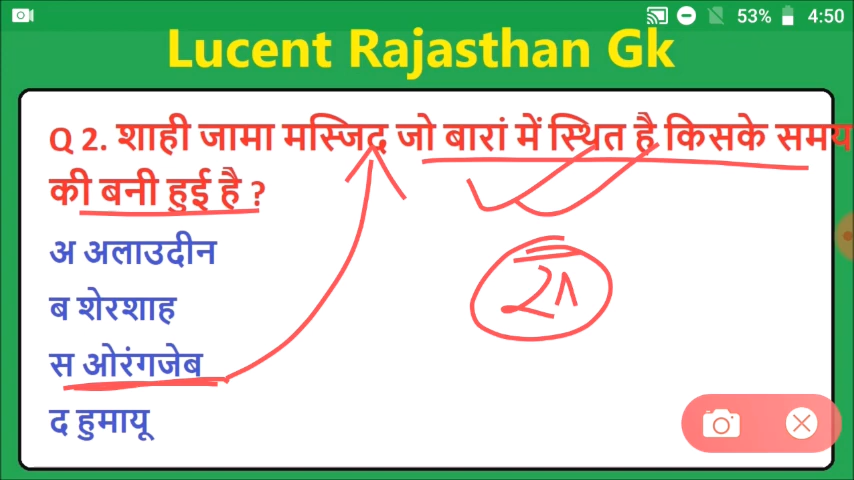 53% 4:50
Lucent Rajasthan Gk
Q 2. शाही जामा मस्जिद जो बारां में स्थित है किसके समय
की बनी हुई है ?
अ अलाउदीन
ब शेरशाह
स ओरंगजेब
द हुमायू